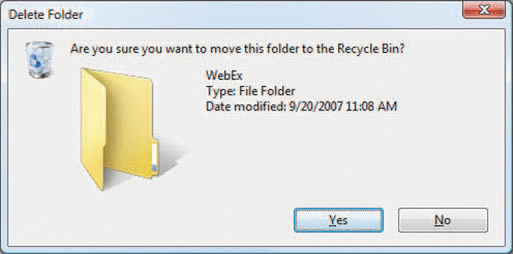 Delete Folder
Are you sure you want to move this folder to the Recycle Bin?
WebEx
Type: File Folder
Date modified: 9/20/2007 11:08 AM
Yes
No